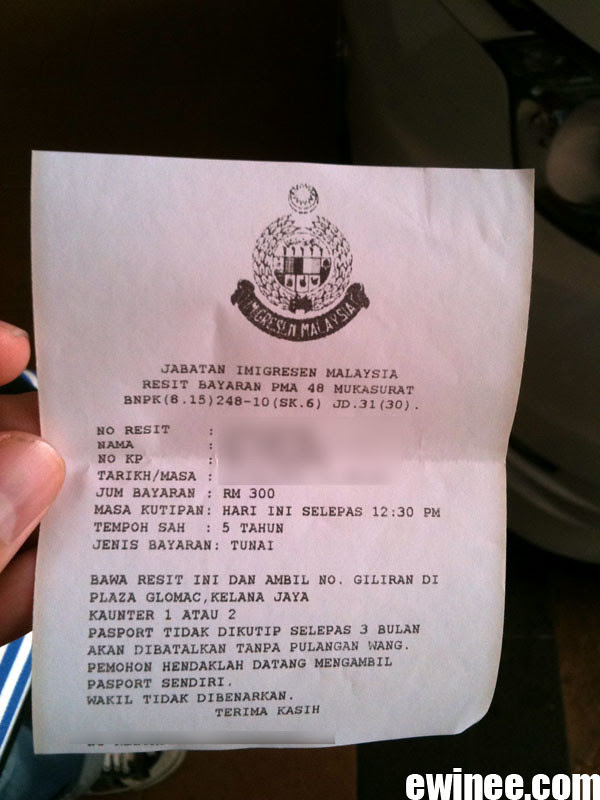 IMIGRESEN MALAYSIA
JABATAN IMIGRESEN MALAYSIA
RESIT BAYARAN PMA 48 MUKASURAT
BNPK(8.15)248-10(SK.6) JD.31(30).
NO RESIT :
NAMA :
NO KP :
TARIKH/MASA :
JUM BAYARAN : RM 300
MASA KUTIPAN: HARI INI SELEPAS 12:30 PM
TEMPOH SAH : 5 TAHUN
JENIS BAYARAN: TUNAI
BAWA RESIT INI DAN AMBIL NO. GILIRAN DI
PLAZA GLOMAC,KELANA JAYA
KAUNTER 1 ATAU 2
PASPORT TIDAK DIKUTIP SELEPAS 3 BULAN
AKAN DIBATALKAN TANPA PULANGAN WANG.
PEMOHON HENDAKLAH DATANG MENGAMBIL
PASPORT SENDIRI.
WAKIL TIDAK DIBENARKAN.
TERIMA KASIH
ewinee.com